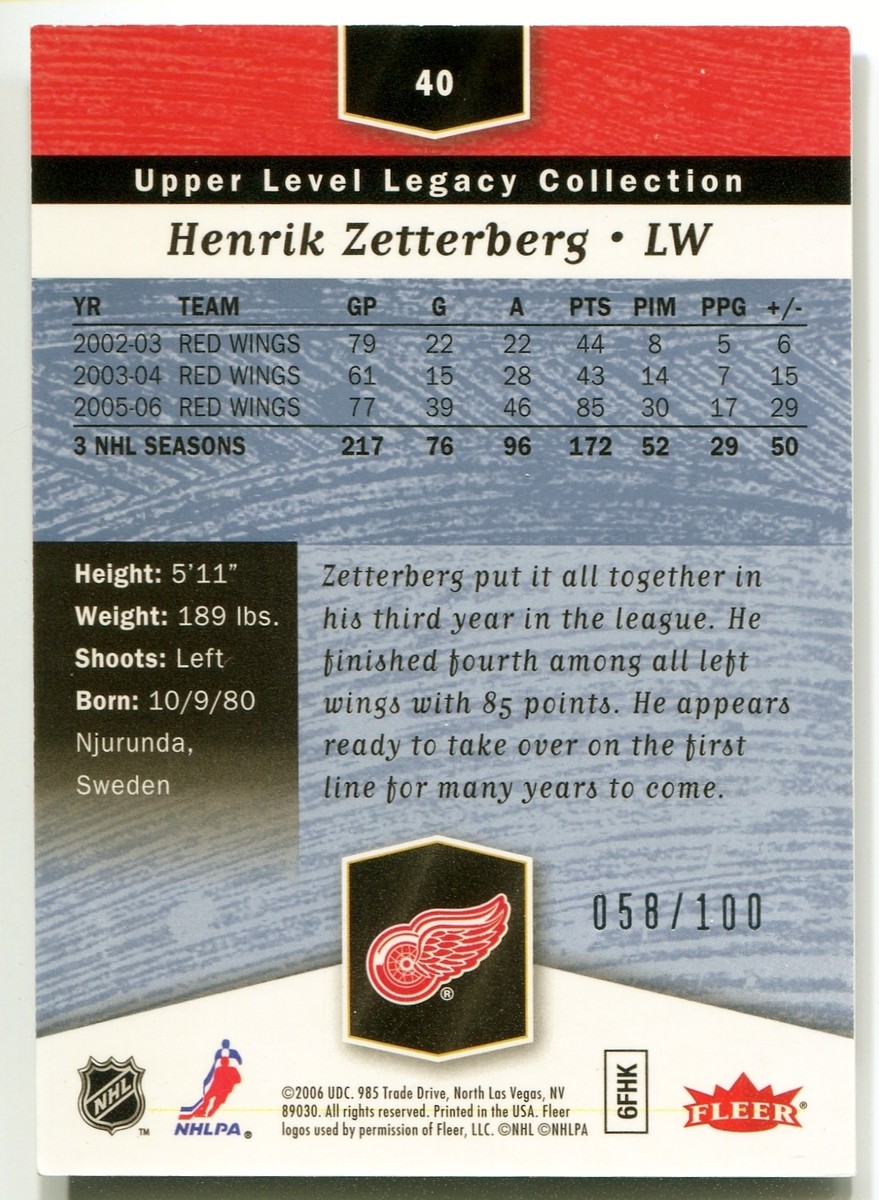 40
Upper Level Legacy Collection
Henrik Zetterberg • LW
YR TEAM GP G A PTS PIM PPG +/-
2002-03 RED WINGS 79 22 22 44 8 5 6
2003-04 RED WINGS 61 15 28 43 14 7 15
2005-06 RED WINGS 77 39 46 85 30 17 29
3 NHL SEASONS 217 76 96 172 52 29 50
Height: 5'11"
Weight: 189 lbs.
Shoots: Left
Born: 10/9/80
Njurunda,
Sweden
Zetterberg put it all together in
his third year in the league. He
finished fourth among all left
wings with 85 points. He appears
ready to take over on the first
line for many years to come.
058/100
®
NHL
™
NHLPA®
©2006 UDC. 985 Trade Drive, North Las Vegas, NV
89030. All rights reserved. Printed in the USA. Fleer
logos used by permission of Fleer, LLC. ©NHL ©NHLPA
6FHK
FLEER®